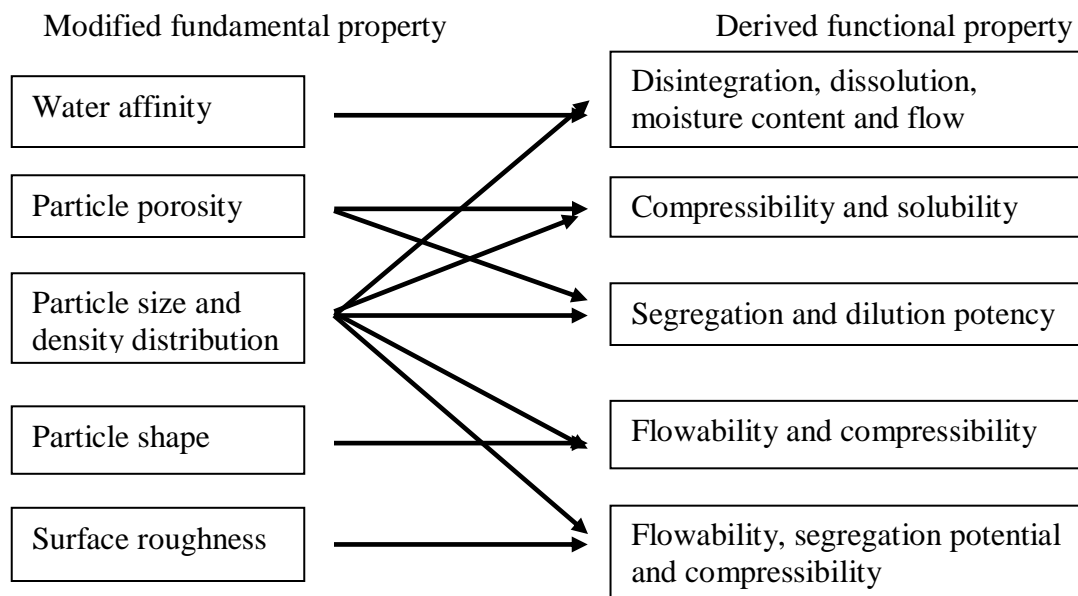 Modified fundamental property
Derived functional property
Water affinity
Disintegration, dissolution,
moisture content and flow
Particle porosity
Compressibility and solubility
Particle size and
density distribution
Segregation and dilution potency
Particle shape
Flowability and compressibility
Surface roughness
Flowability, segregation potential
and compressibility